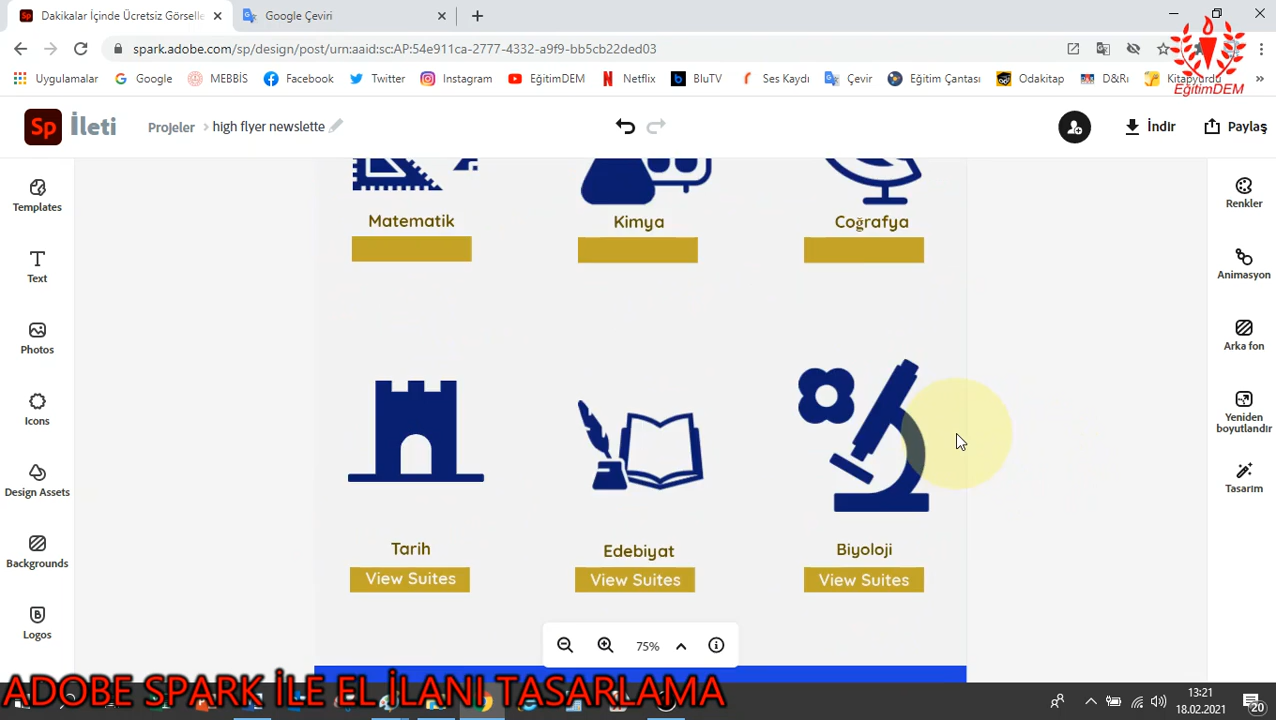 Dakikalar İçinde Ücretsiz Görselle
Google Çeviri
spark.adobe.com/sp/design/post/urn:aaid:sc:AP:54e911ca-2777-4332-a9f9-bb5cb22ded03
Uygulamalar Google MEBBİS Facebook Twitter Instagram EğitimDEM Netflix BluTV Ses Kaydı Çevir Eğitim Çantası Odakitap D&Rı Kitapyurdu
EğitimDEM
Sp İleti Projeler high flyer newslette İndir Paylaş
Templates
Text
Photos
Icons
Design Assets
Backgrounds
Logos
Matematik Kimya Coğrafya
Tarih Edebiyat Biyoloji
View Suites View Suites View Suites
75%
Renkler
Animasyon
Arka fon
Yeniden
boyutlandır
Tasarım
ADOBE SPARK İLE EL İLANI TASARLAMA
13:21
18.02.2021
20